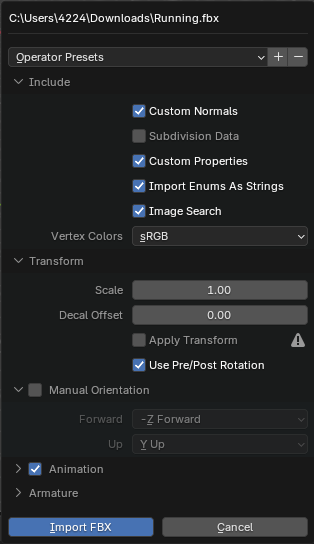 C:\Users\4224\Downloads\Running.fbx
Operator Presets
Include
Custom Normals
Subdivision Data
Custom Properties
Import Enums As Strings
Image Search
Vertex Colors sRGB
Transform
Scale 1.00
Decal Offset 0.00
Apply Transform
Use Pre/Post Rotation
Manual Orientation
Forward -Z Forward
Up Y Up
Animation
Armature
Import FBX Cancel